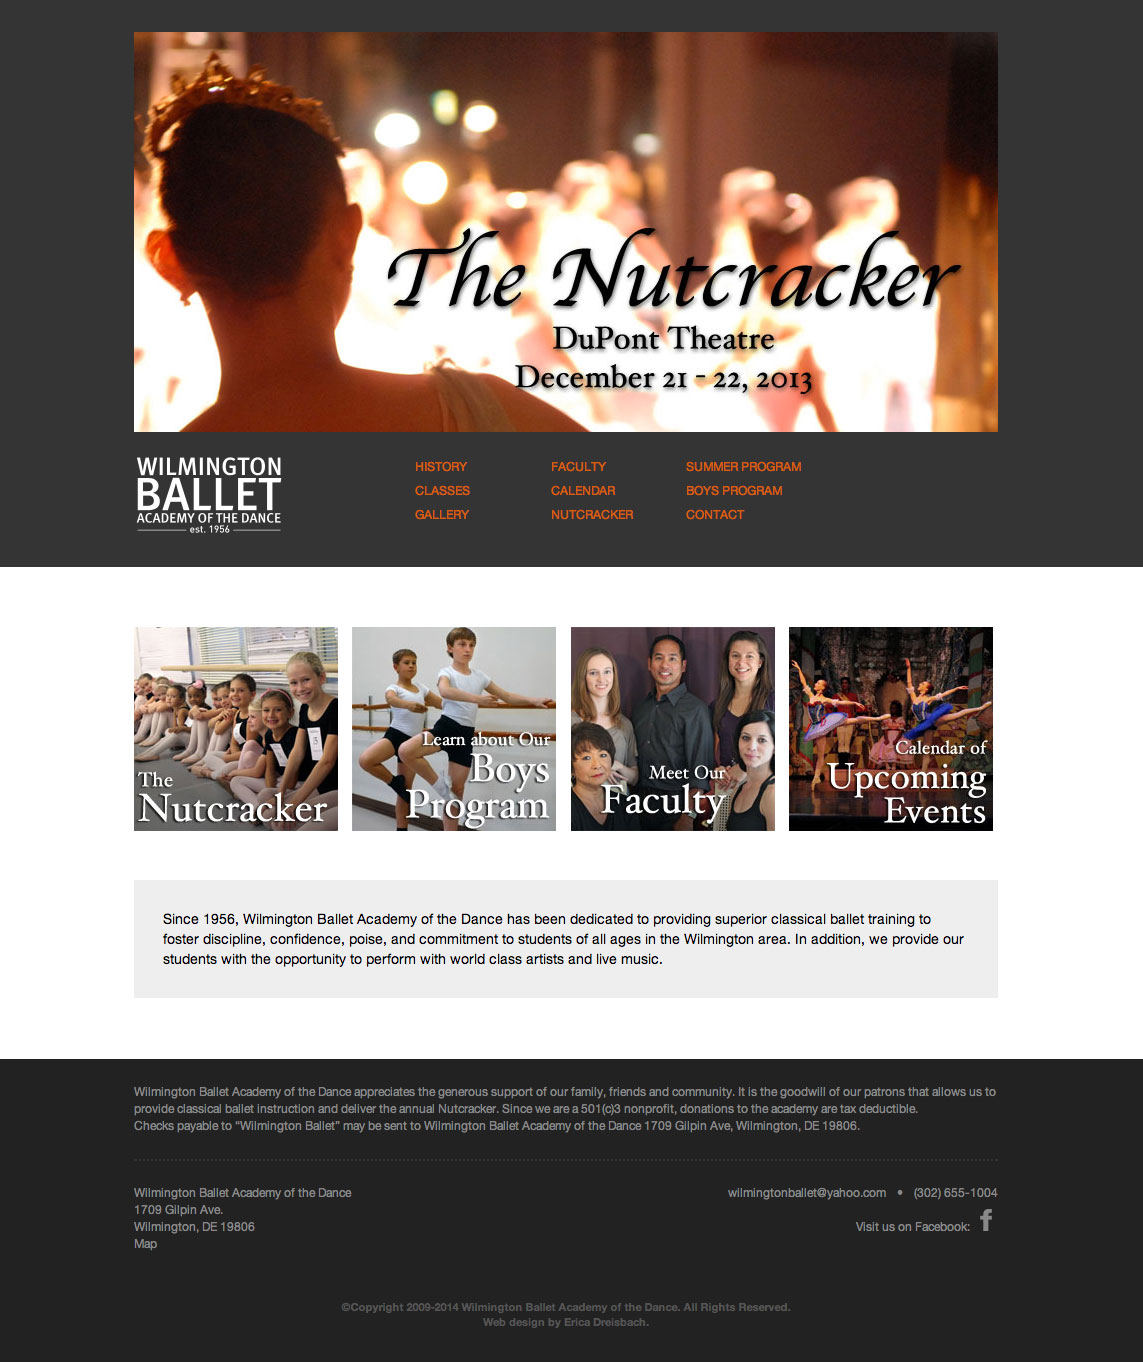 The Nutcracker
DuPont Theatre
December 21 - 22, 2013
WILMINGTON
BALLET
ACADEMY OF THE DANCE
est. 1956
HISTORY
CLASSES
GALLERY
FACULTY
CALENDAR
NUTCRACKER
SUMMER PROGRAM
BOYS PROGRAM
CONTACT
The
Nutcracker
Learn about Our
Boys
Program
Meet Our
Faculty
Calendar of
Upcoming
Events
Since 1956, Wilmington Ballet Academy of the Dance has been dedicated to providing superior classical ballet training to
foster discipline, confidence, poise, and commitment to students of all ages in the Wilmington area. In addition, we provide our
students with the opportunity to perform with world class artists and live music.
Wilmington Ballet Academy of the Dance appreciates the generous support of our family, friends and community. It is the goodwill of our patrons that allows us to
provide classical ballet instruction and deliver the annual Nutcracker. Since we are a 501(c)3 nonprofit, donations to the academy are tax deductible.
Checks payable to "Wilmington Ballet" may be sent to Wilmington Ballet Academy of the Dance 1709 Gilpin Ave, Wilmington, DE 19806.
Wilmington Ballet Academy of the Dance
1709 Gilpin Ave.
Wilmington, DE 19806
Map
wilmingtonballet@yahoo.com • (302) 655-1004
Visit us on Facebook: f
©Copyright 2009-2014 Wilmington Ballet Academy of the Dance. All Rights Reserved.
Web design by Erica Dreisbach.